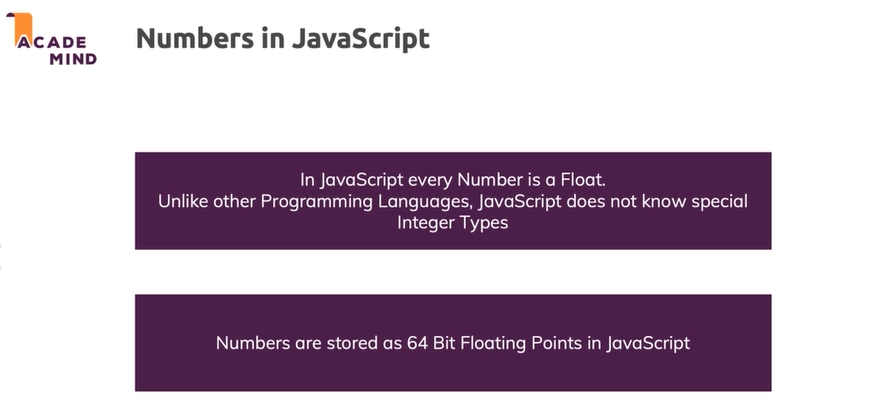 ACADE
MIND
Numbers in JavaScript
In JavaScript every Number is a Float.
Unlike other Programming Languages, JavaScript does not know special
Integer Types
Numbers are stored as 64 Bit Floating Points in JavaScript